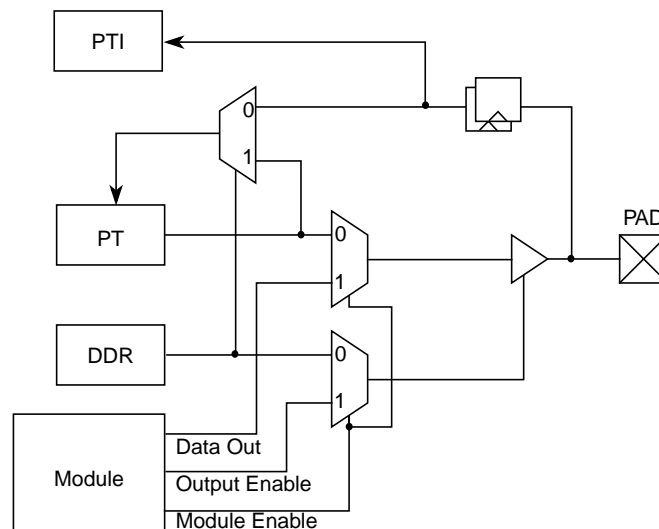 PTI
0
1
PT
0
PAD
1
DDR
0
1
Data Out
Module
Output Enable
Module Enable